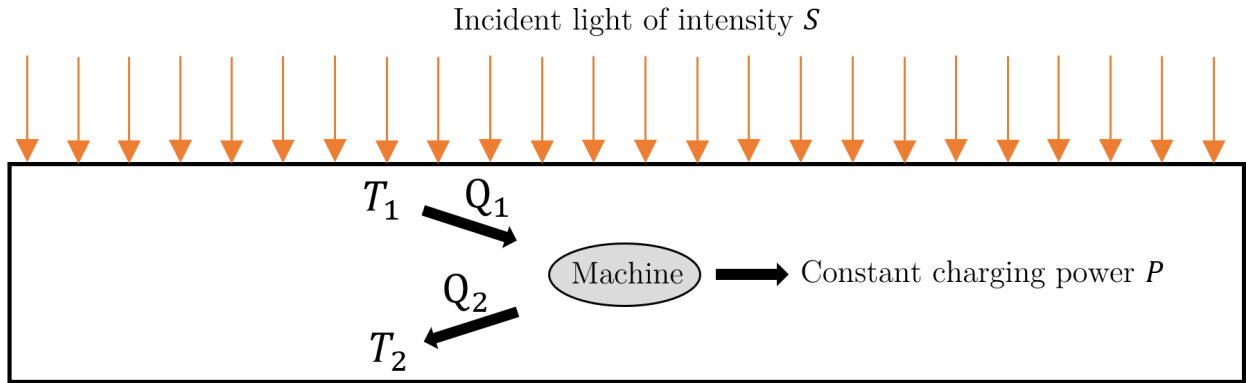 Incident light of intensity S
T₁ Q₁
Machine
Constant charging power P
Q₂
T₂